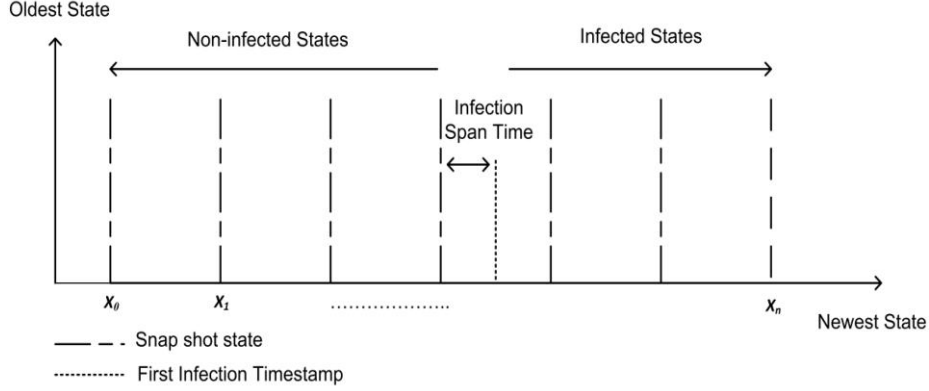 Oldest State
Non-infected States
Infected States
Infection
Span Time
X₀
X₁
...................
Xₙ
Newest State
Snap shot state
First Infection Timestamp